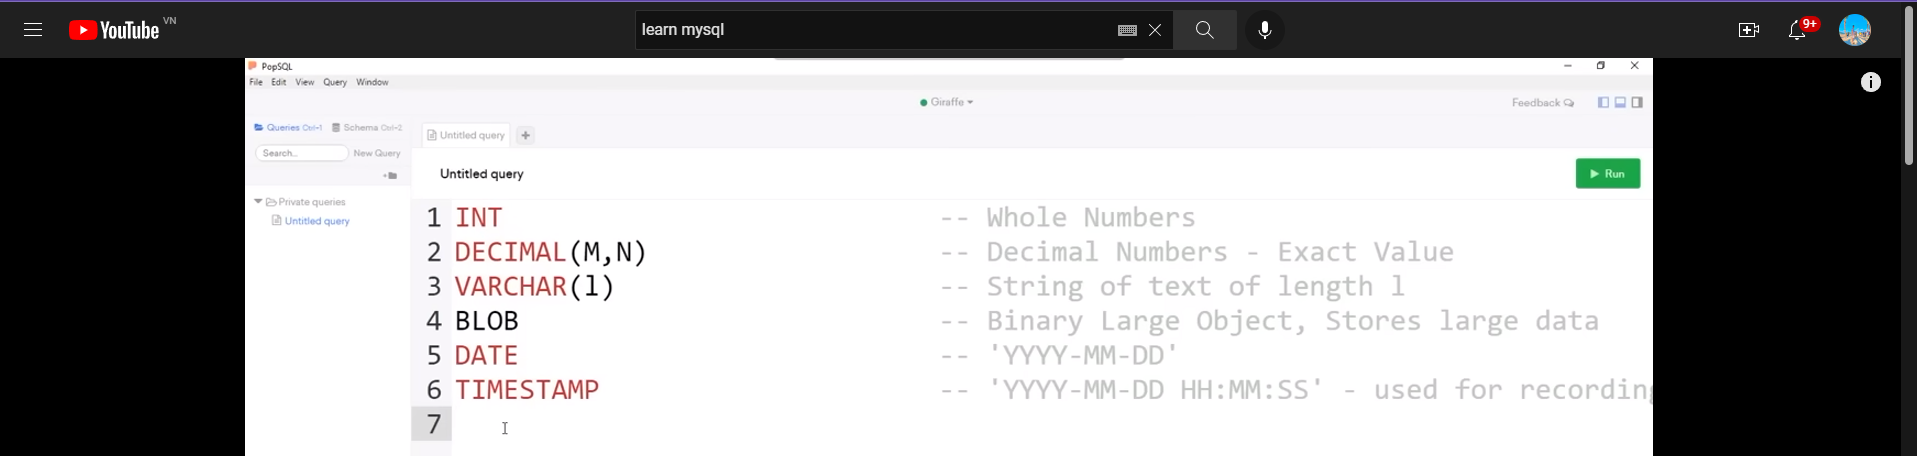 YouTube VN
learn mysql
9+
PopSQL
File Edit View Query Window
Giraffe
Feedback
Queries Ctrl-1 Schema Ctrl-2
Untitled query
Search...
New Query
Untitled query
Run
Private queries
Untitled query
1 INT -- Whole Numbers
2 DECIMAL(M,N) -- Decimal Numbers - Exact Value
3 VARCHAR(l) -- String of text of length l
4 BLOB -- Binary Large Object, Stores large data
5 DATE -- 'YYYY-MM-DD'
6 TIMESTAMP -- 'YYYY-MM-DD HH:MM:SS' - used for recording
7